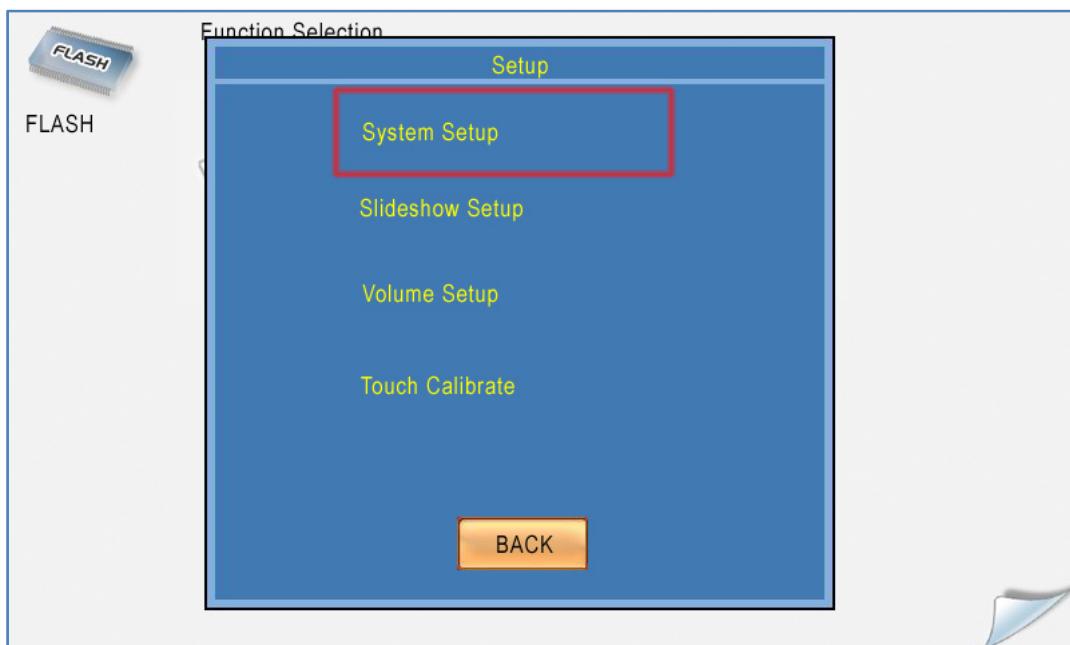 Function Selection
FLASH
FLASH
Setup
System Setup
Slideshow Setup
Volume Setup
Touch Calibrate
BACK